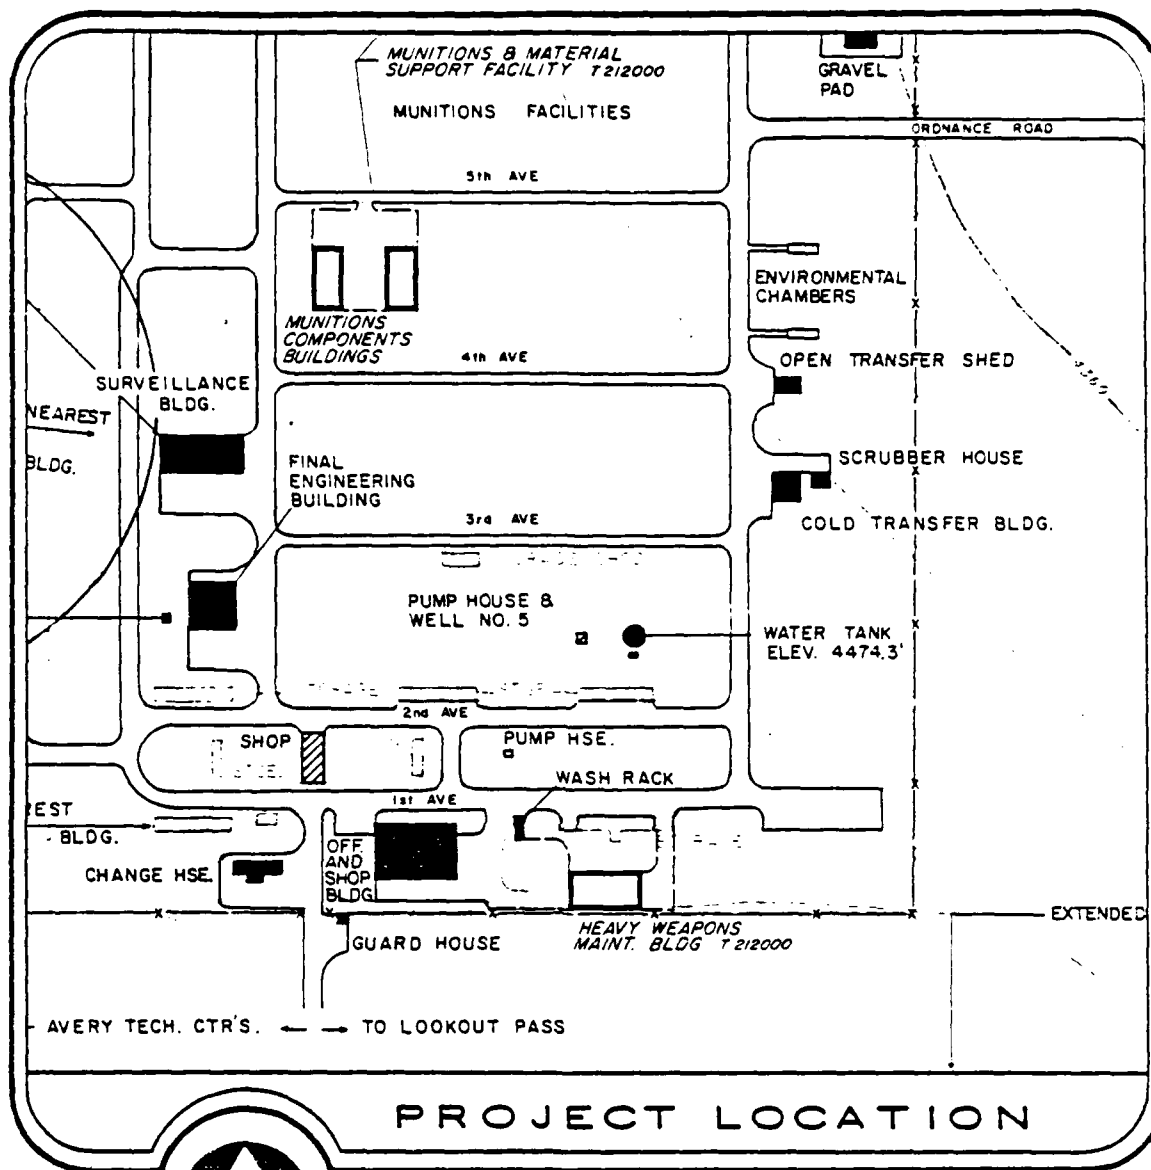 MUNITIONS & MATERIAL
SUPPORT FACILITY T212000
MUNITIONS FACILITIES
GRAVEL
PAD
ORDNANCE ROAD
5th AVE
ENVIRONMENTAL
CHAMBERS
MUNITIONS
COMPONENTS
BUILDINGS
4th AVE
OPEN TRANSFER SHED
4360
SURVEILLANCE
BLDG.
NEAREST
BLDG.
FINAL
ENGINEERING
BUILDING
SCRUBBER HOUSE
3rd AVE
COLD TRANSFER BLDG.
PUMP HOUSE &
WELL NO. 5
WATER TANK
ELEV. 4474.3'
2nd AVE
SHOP
PUMP HSE.
WASH RACK
1st AVE
REST
BLDG.
OFF.
AND
SHOP
BLDG
CHANGE HSE.
GUARD HOUSE
HEAVY WEAPONS
MAINT. BLDG T212000
EXTENDED
AVERY TECH. CTR'S. TO LOOKOUT PASS
PROJECT LOCATION